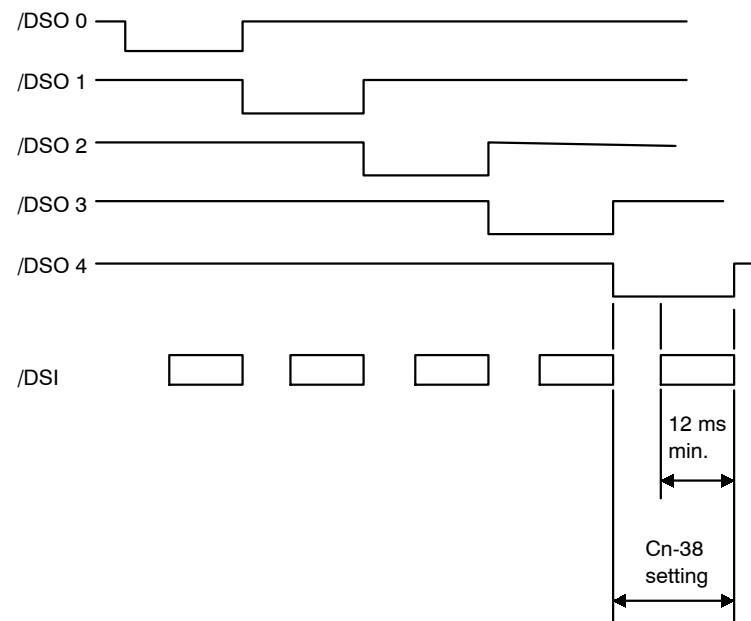 /DSO 0
/DSO 1
/DSO 2
/DSO 3
/DSO 4
/DSI
12 ms
min.
Cn-38
setting